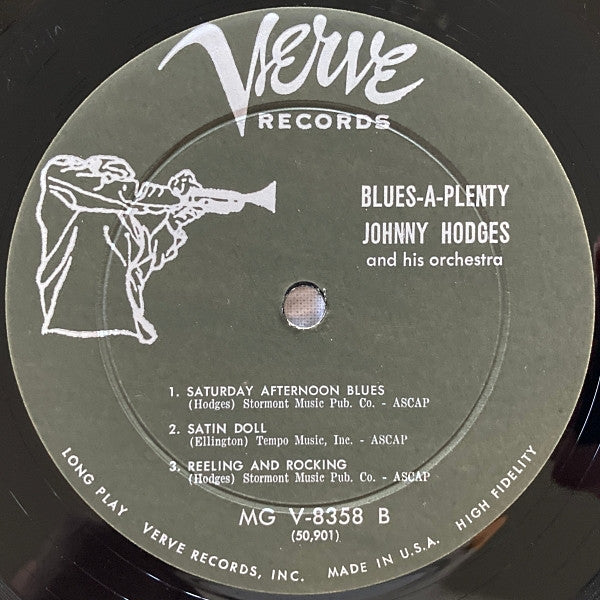 Verve
RECORDS
BLUES-A-PLENTY
JOHNNY HODGES
and his orchestra
1. SATURDAY AFTERNOON BLUES
(Hodges) Stormont Music Pub. Co. - ASCAP
2. SATIN DOLL
(Ellington) Tempo Music, Inc. - ASCAP
3. REELING AND ROCKING
(Hodges) Stormont Music Pub. Co. - ASCAP
MG V-8358 B
(50,901)
LONG PLAY VERVE RECORDS, INC. MADE IN U.S.A. HIGH FIDELITY